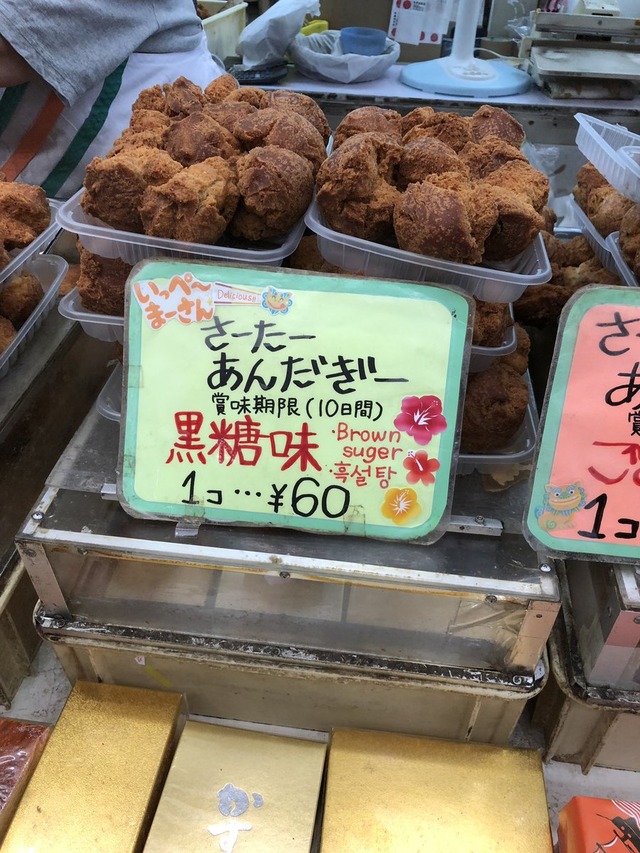 いっぺ〜
まーさん
Delicious
さーたー
あんだぎー
賞味期限(10日間)
黒糖味
・Brown
suger
・흑설탕
1コ…¥60
さ
あ
賞
1コ